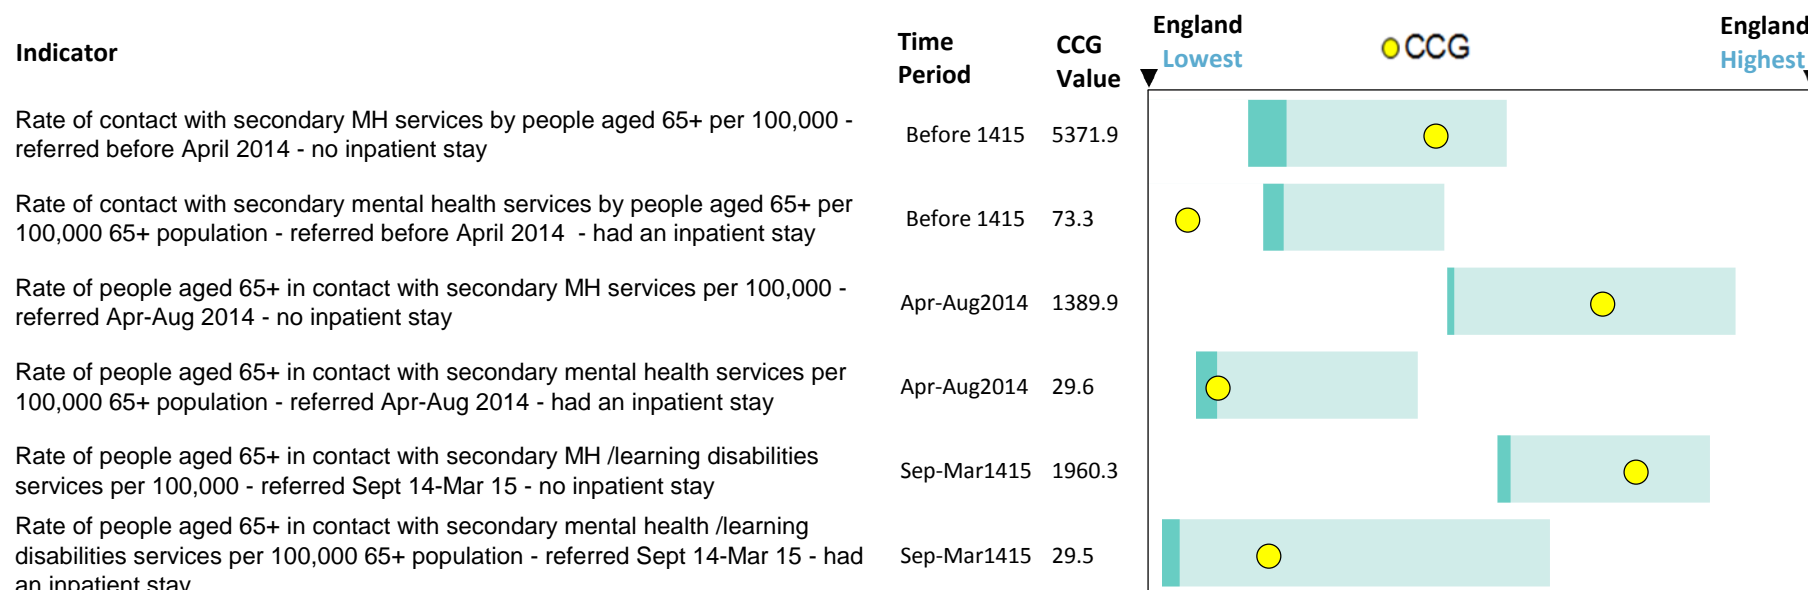 Indicator
Time Period
CCG Value
England Lowest
CCG
England Highest
Rate of contact with secondary MH services by people aged 65+ per 100,000 -
referred before April 2014 - no inpatient stay
Before 1415
5371.9
Rate of contact with secondary mental health services by people aged 65+ per
100,000 65+ population - referred before April 2014  - had an inpatient stay
Before 1415
73.3
Rate of people aged 65+ in contact with secondary MH services per 100,000 -
referred Apr-Aug 2014 - no inpatient stay
Apr-Aug2014
1389.9
Rate of people aged 65+ in contact with secondary mental health services per
100,000 65+ population - referred Apr-Aug 2014 - had an inpatient stay
Apr-Aug2014
29.6
Rate of people aged 65+ in contact with secondary MH /learning disabilities
services per 100,000 - referred Sept 14-Mar 15 - no inpatient stay
Sep-Mar1415
1960.3
Rate of people aged 65+ in contact with secondary mental health /learning
disabilities services per 100,000 65+ population - referred Sept 14-Mar 15 - had
an inpatient stay
Sep-Mar1415
29.5